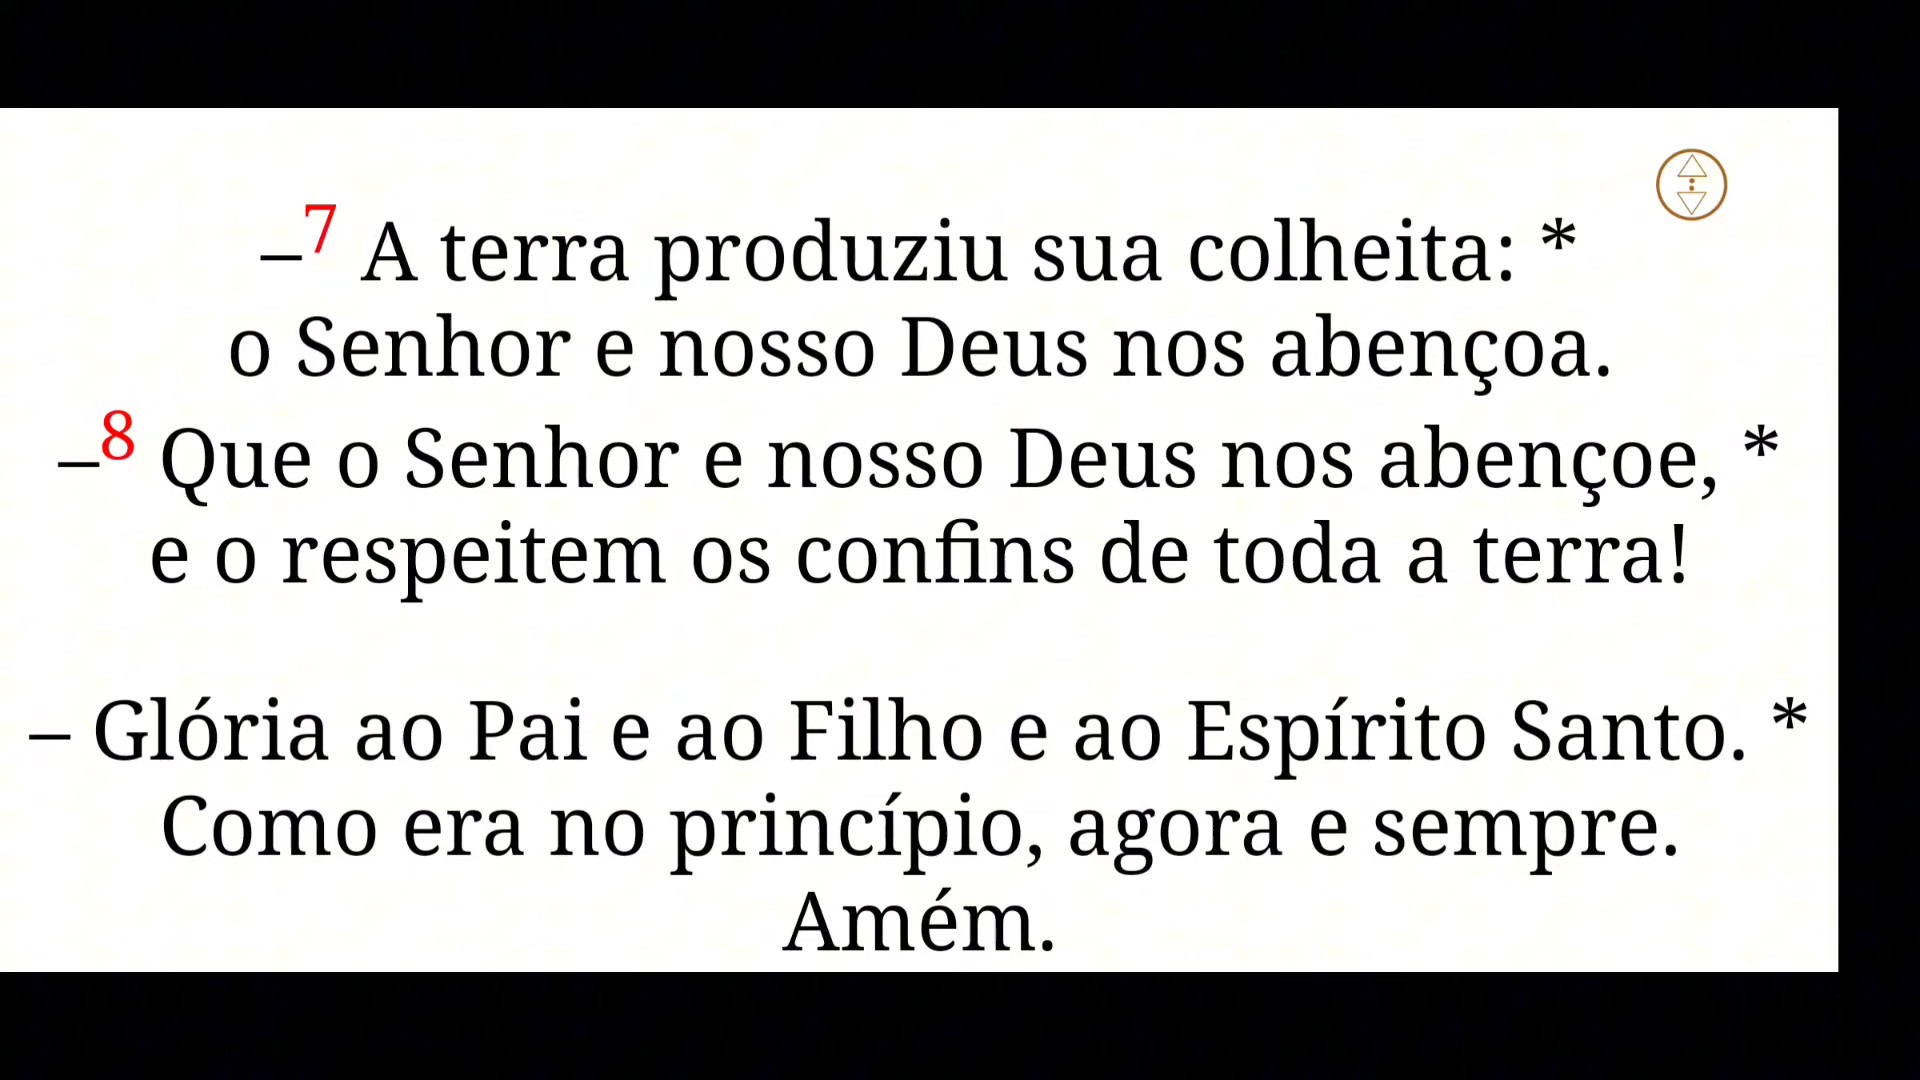 –7 A terra produziu sua colheita: *
o Senhor e nosso Deus nos abençoa.
–8 Que o Senhor e nosso Deus nos abençoe, *
e o respeitem os confins de toda a terra!
– Glória ao Pai e ao Filho e ao Espírito Santo. *
Como era no princípio, agora e sempre.
Amém.